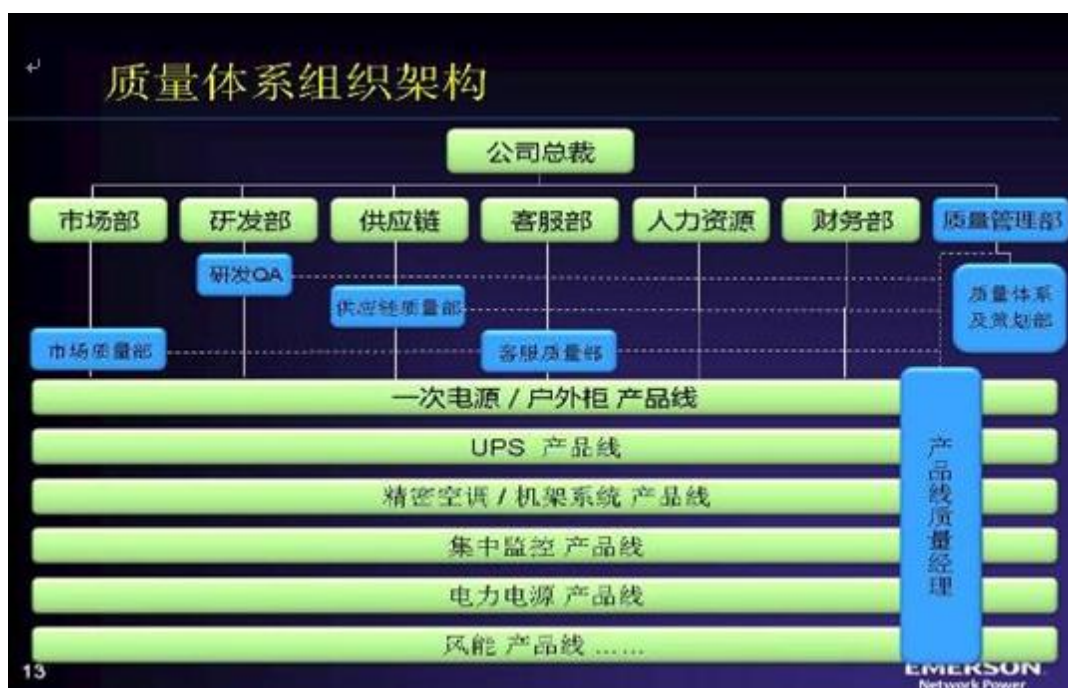 质量体系组织架构
公司总裁
市场部 研发部 供应链 客服部 人力资源 财务部 质量管理部
研发QA
供应链质量部
质量体系
及策划部
市场质量部
客服质量部
一次电源 / 户外柜 产品线
UPS 产品线
精密空调 / 机架系统 产品线
集中监控 产品线
电力电源 产品线
风能 产品线 ......
产品线质量经理
13
EMERSON
Network Power